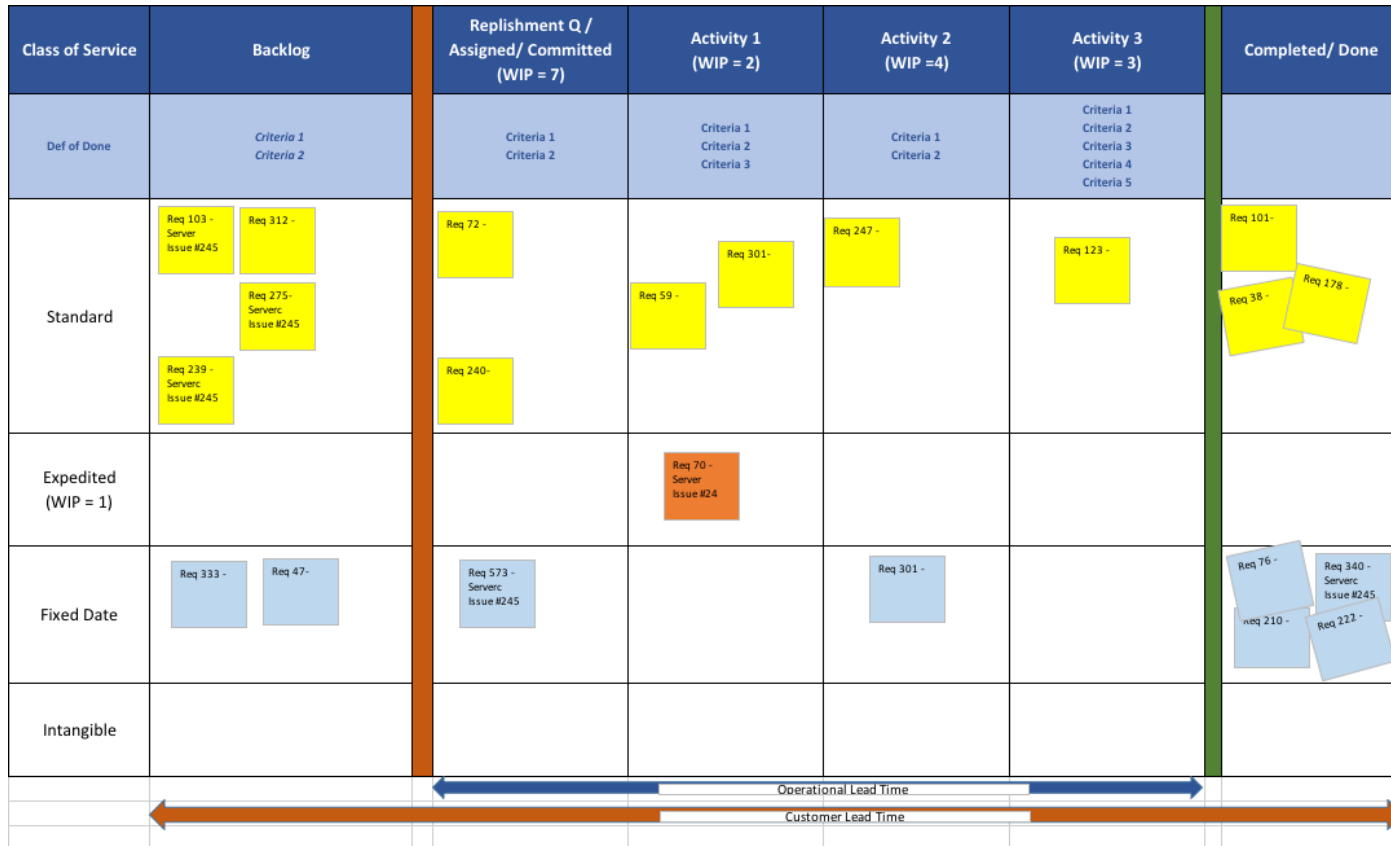 Class of Service
Backlog
Replishment Q /
Assigned/ Committed
(WIP = 7)
Activity 1
(WIP = 2)
Activity 2
(WIP =4)
Activity 3
(WIP = 3)
Completed/ Done
Def of Done
Criteria 1
Criteria 2
Criteria 1
Criteria 2
Criteria 1
Criteria 2
Criteria 3
Criteria 1
Criteria 2
Criteria 1
Criteria 2
Criteria 3
Criteria 4
Criteria 5
Standard
Req 103 -
Server
Issue #245
Req 312 -
Req 275-
Serverc
Issue #245
Req 239 -
Serverc
Issue #245
Req 72 -
Req 240-
Req 59 -
Req 301-
Req 247 -
Req 123 -
Req 101-
Req 38 -
Req 178 -
Expedited
(WIP = 1)
Req 70 -
Server
Issue #24
Fixed Date
Req 333 -
Req 47-
Req 573 -
Serverc
Issue #245
Req 301 -
Req 76 -
Req 340 -
Serverc
Issue #245
Req 210 -
Req 222 -
Intangible
Operational Lead Time
Customer Lead Time